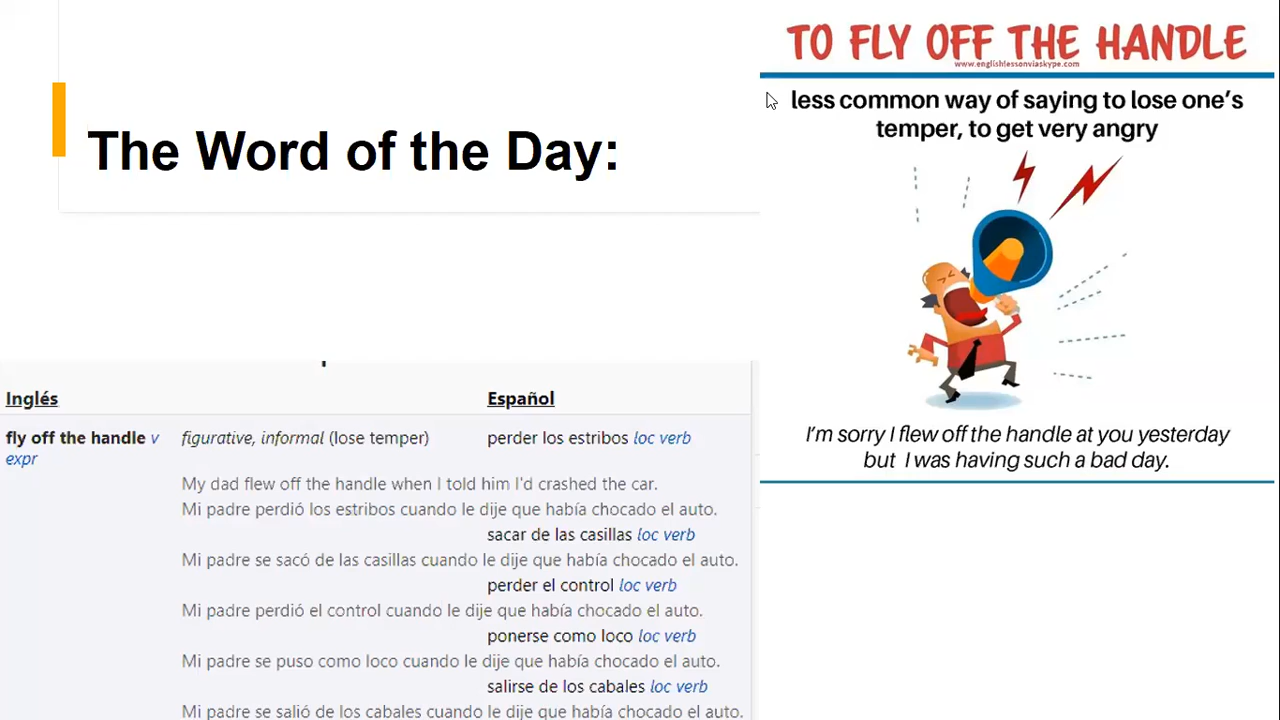 The Word of the Day:
TO FLY OFF THE HANDLE
www.englishlessonviaskype.com
less common way of saying to lose one's
temper, to get very angry
I'm sorry I flew off the handle at you yesterday
but I was having such a bad day.
Inglés Español
fly off the handle v figurative, informal (lose temper) perder los estribos loc verb
expr
My dad flew off the handle when I told him I'd crashed the car.
Mi padre perdió los estribos cuando le dije que había chocado el auto.
sacar de las casillas loc verb
Mi padre se sacó de las casillas cuando le dije que había chocado el auto.
perder el control loc verb
Mi padre perdió el control cuando le dije que había chocado el auto.
ponerse como loco loc verb
Mi padre se puso como loco cuando le dije que había chocado el auto.
salirse de los cabales loc verb
Mi padre se salió de los cabales cuando le dije que había chocado el auto.